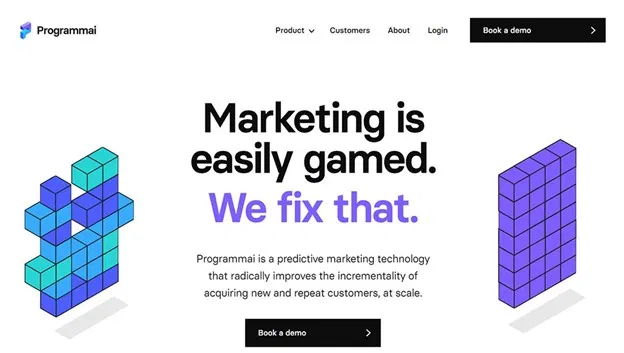 Programmai
Product
Customers
About
Login
Book a demo
Marketing is
easily gamed.
We fix that.
Programmai is a predictive marketing technology
that radically improves the incrementality of
acquiring new and repeat customers, at scale.
Book a demo